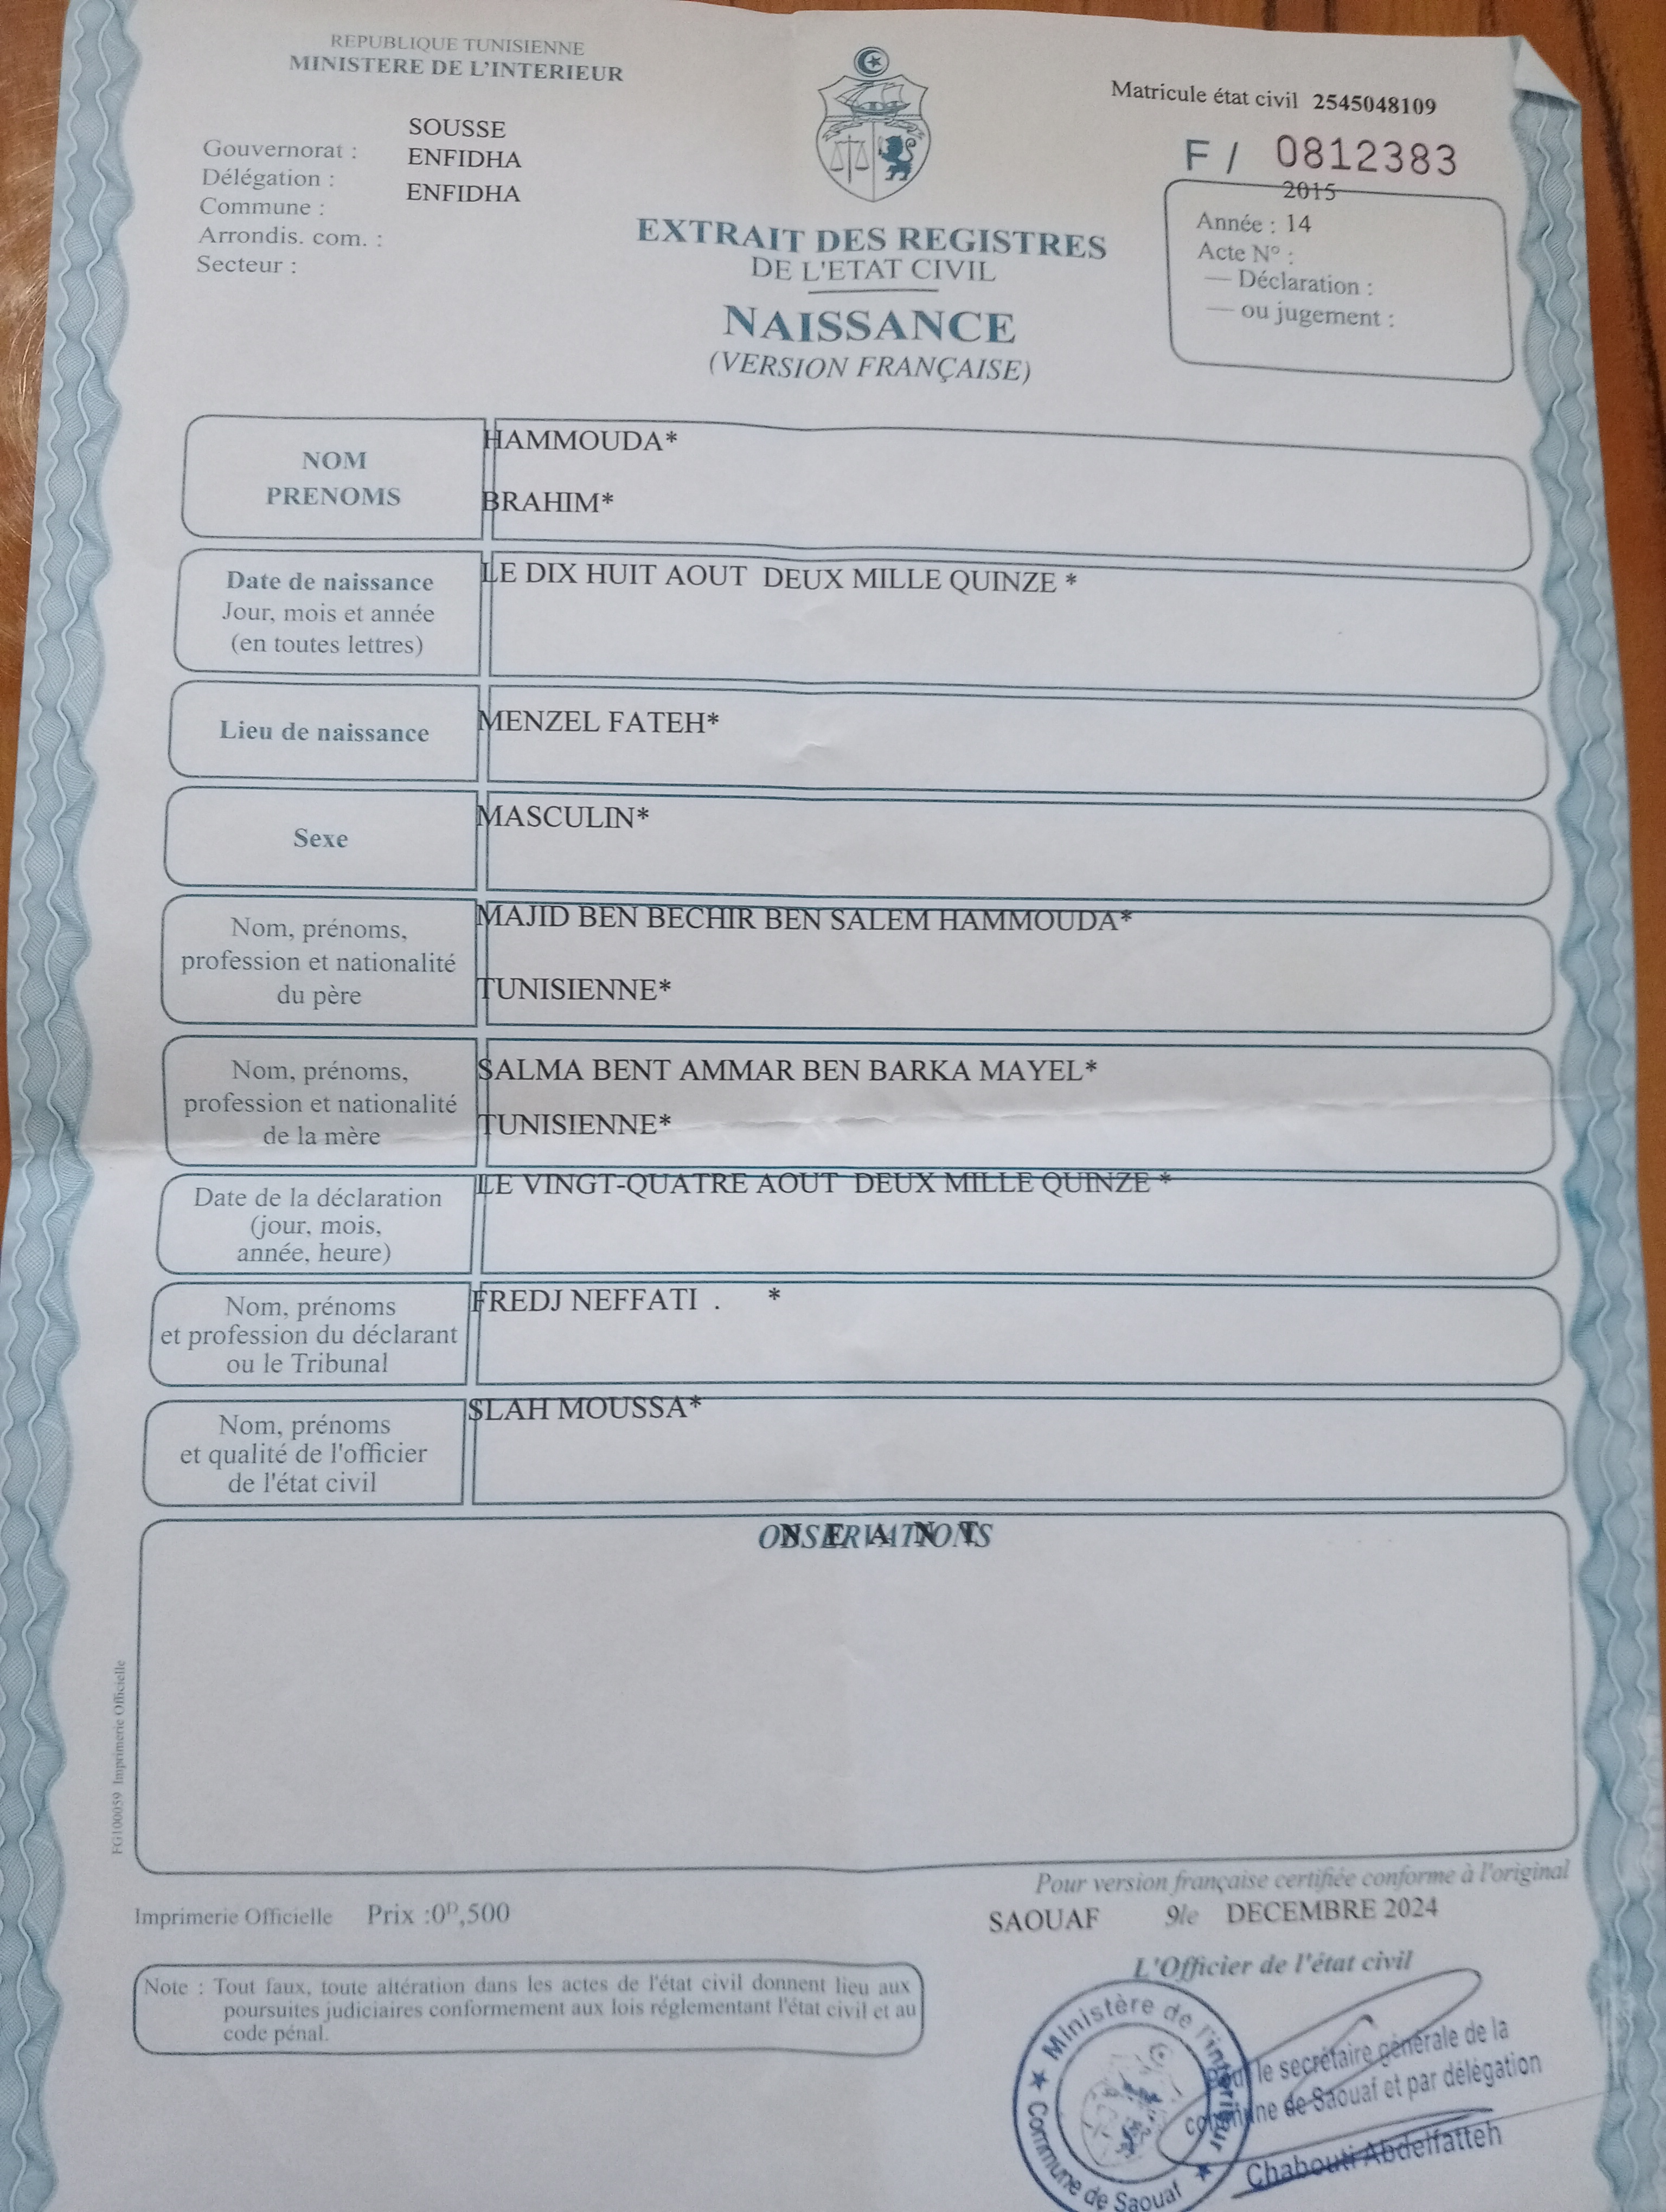 REPUBLIQUE TUNISIENNE
MINISTERE DE L'INTERIEUR
Matricule état civil 2545048109
F / 0812383
Gouvernorat : SOUSSE
Délégation : ENFIDHA
Commune : ENFIDHA
Arrondis. com. :
Secteur :
2015
Année : 14
Acte N° :
— Déclaration :
— ou jugement :
EXTRAIT DES REGISTRES
DE L'ETAT CIVIL
NAISSANCE
(VERSION FRANÇAISE)
NOM
PRENOMS
HAMMOUDA*
BRAHIM*
Date de naissance
Jour, mois et année
(en toutes lettres)
LE DIX HUIT AOUT DEUX MILLE QUINZE *
Lieu de naissance
MENZEL FATEH*
Sexe
MASCULIN*
Nom, prénoms,
profession et nationalité
du père
MAJID BEN BECHIR BEN SALEM HAMMOUDA*
TUNISIENNE*
Nom, prénoms,
profession et nationalité
de la mère
SALMA BENT AMMAR BEN BARKA MAYEL*
TUNISIENNE*
Date de la déclaration
(jour, mois,
année, heure)
LE VINGT-QUATRE AOUT DEUX MILLE QUINZE *
Nom, prénoms
et profession du déclarant
ou le Tribunal
FREDJ NEFFATI . *
Nom, prénoms
et qualité de l'officier
de l'état civil
SLAH MOUSSA*
OBSERVATIONS
N E A N T
FG100059 Imprimerie Officielle
Pour version française certifiée conforme à l'original
SAOUAF 9le DECEMBRE 2024
Imprimerie Officielle Prix :0ᴰ,500
L'Officier de l'état civil
Note : Tout faux, toute altération dans les actes de l'état civil donnent lieu aux
poursuites judiciaires conformement aux lois réglementant l'état civil et au
code pénal.
Ministère de l'intérieur
Commune de Saouaf
Pour le secrétaire générale de la
commune de Saouaf et par délégation
Chabouti Abdelfatteh